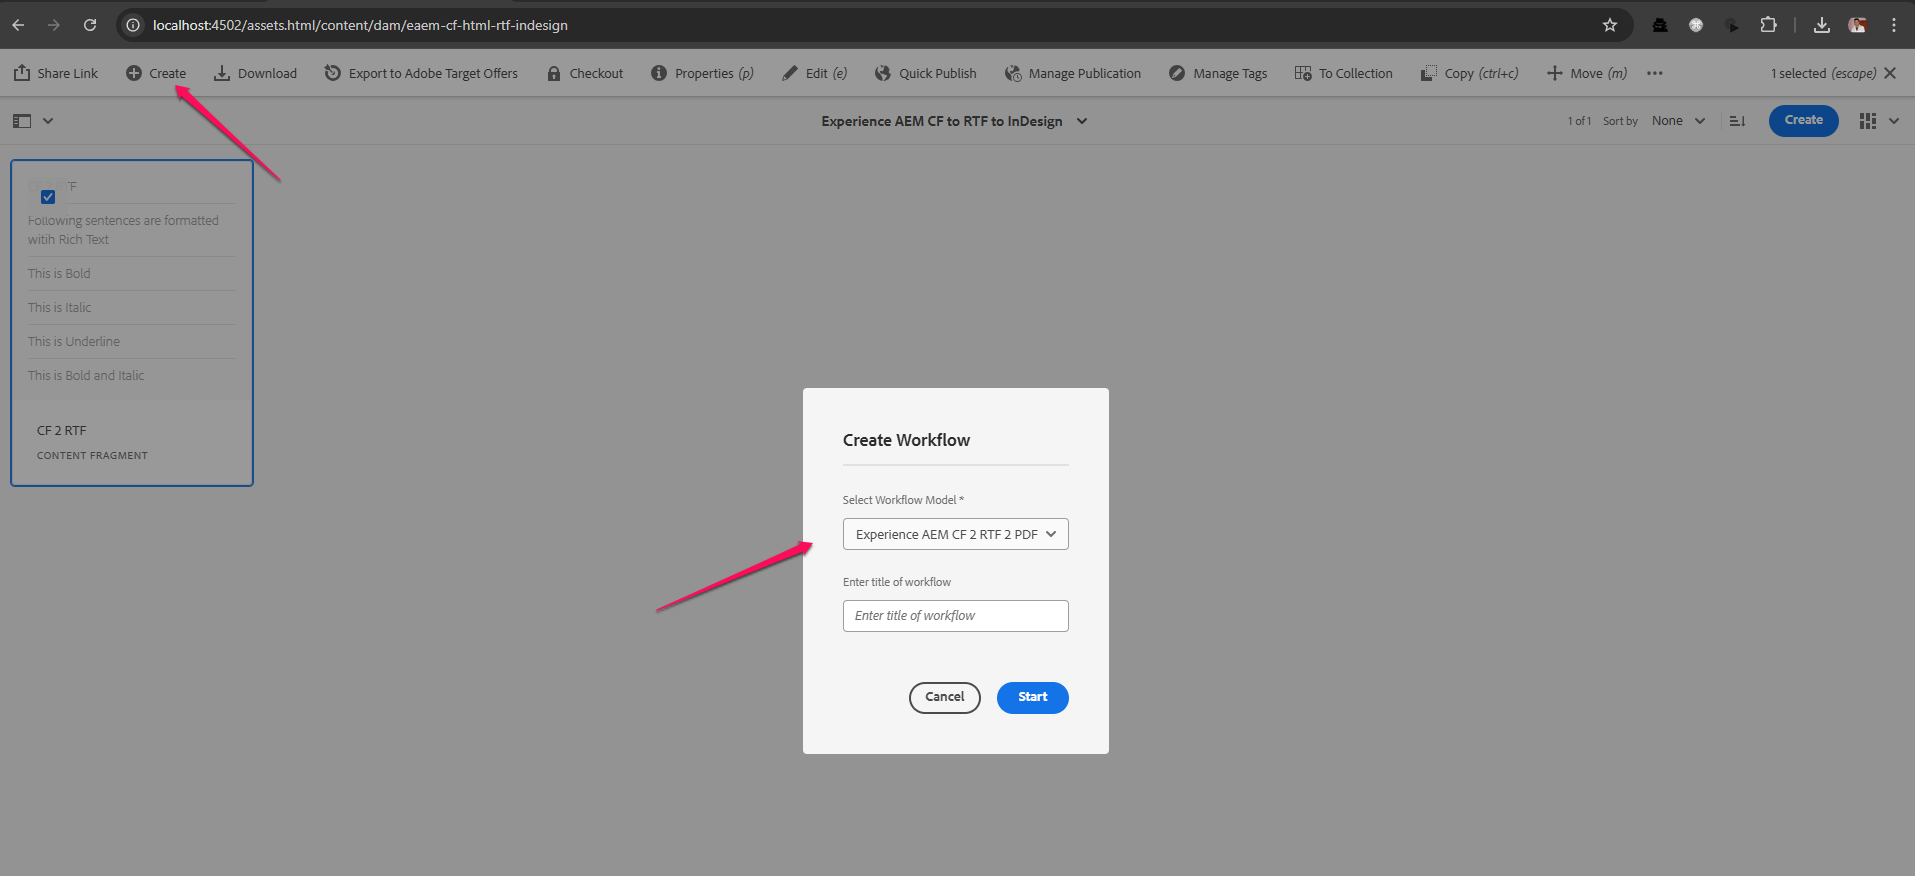 localhost:4502/assets.html/content/dam/eaem-cf-html-rtf-indesign
Share Link Create Download Export to Adobe Target Offers Checkout Properties (p) Edit (e) Quick Publish Manage Publication Manage Tags To Collection Copy (ctrl+c) Move (m) ••• 1 selected (escape)
Experience AEM CF to RTF to InDesign 1 of 1 Sort by None Create
Following sentences are formatted
witih Rich Text
This is Bold
This is Italic
This is Underline
This is Bold and Italic
CF 2 RTF
CONTENT FRAGMENT
Create Workflow
Select Workflow Model *
Experience AEM CF 2 RTF 2 PDF
Enter title of workflow
Enter title of workflow
Cancel Start